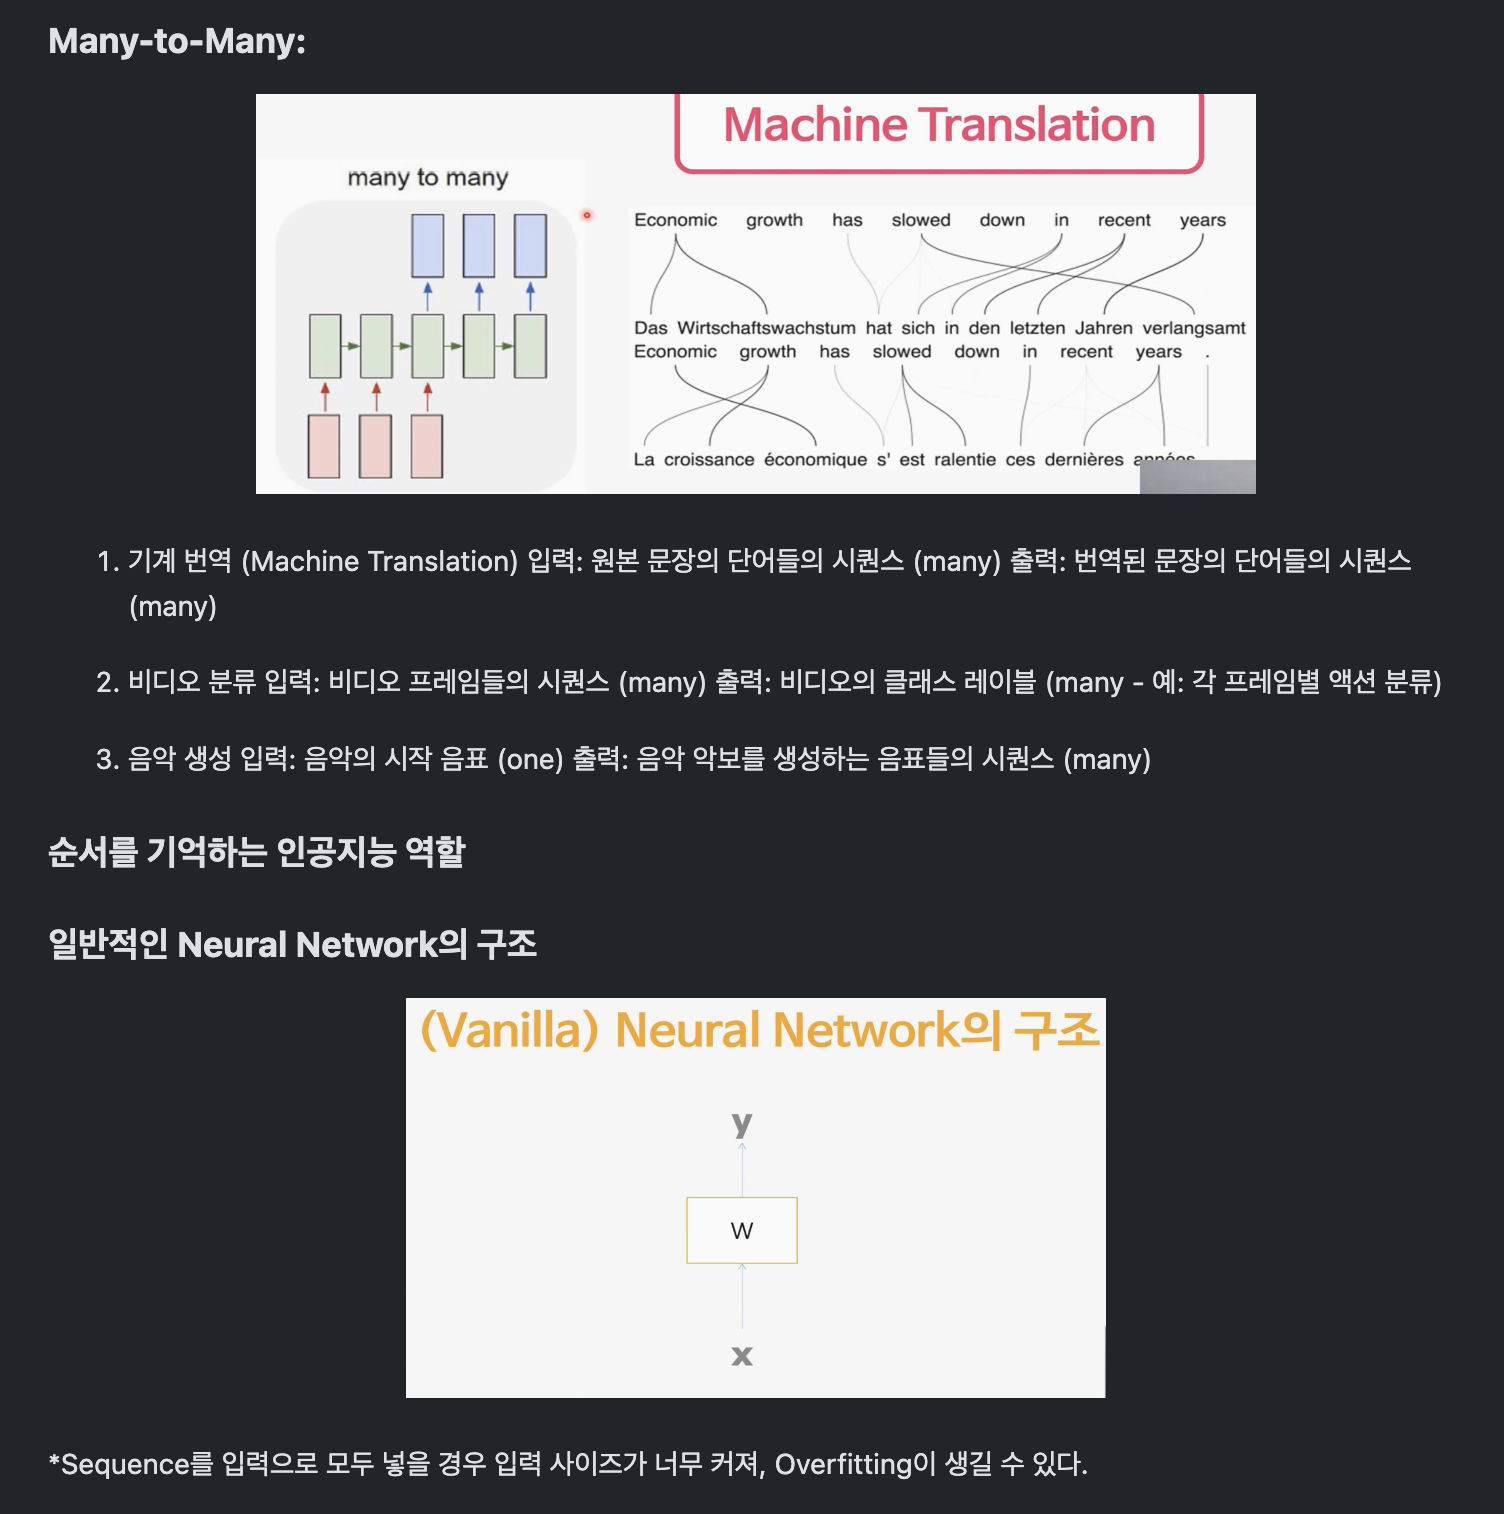 Many-to-Many:
Machine Translation
many to many
Economic growth has slowed down in recent years
Das Wirtschaftswachstum hat sich in den letzten Jahren verlangsamt
Economic growth has slowed down in recent years .
La croissance économique s' est ralentie ces dernières années
1. 기계 번역 (Machine Translation) 입력: 원본 문장의 단어들의 시퀀스 (many) 출력: 번역된 문장의 단어들의 시퀀스
(many)
2. 비디오 분류 입력: 비디오 프레임들의 시퀀스 (many) 출력: 비디오의 클래스 레이블 (many - 예: 각 프레임별 액션 분류)
3. 음악 생성 입력: 음악의 시작 음표 (one) 출력: 음악 악보를 생성하는 음표들의 시퀀스 (many)
순서를 기억하는 인공지능 역할
일반적인 Neural Network의 구조
(Vanilla) Neural Network의 구조
y
W
x
*Sequence를 입력으로 모두 넣을 경우 입력 사이즈가 너무 커져, Overfitting이 생길 수 있다.